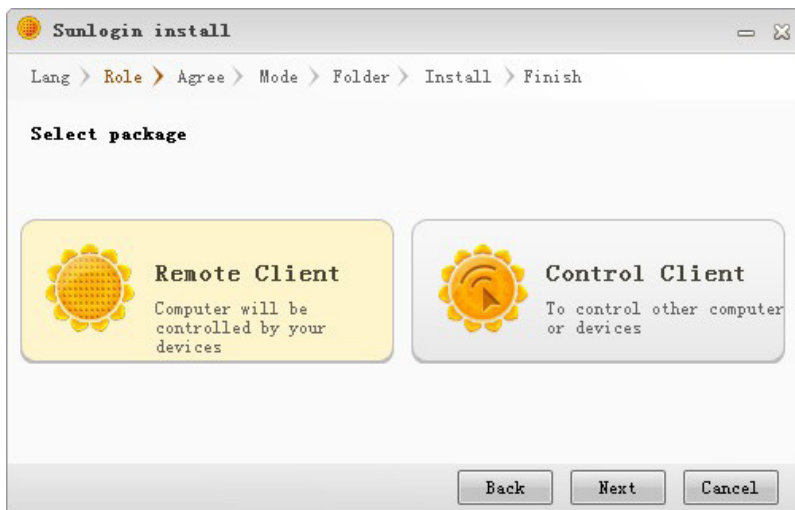 Sunlogin install
Lang Role Agree Mode Folder Install Finish
Select package
Remote Client
Computer will be
controlled by your
devices
Control Client
To control other computer
or devices
Back Next Cancel